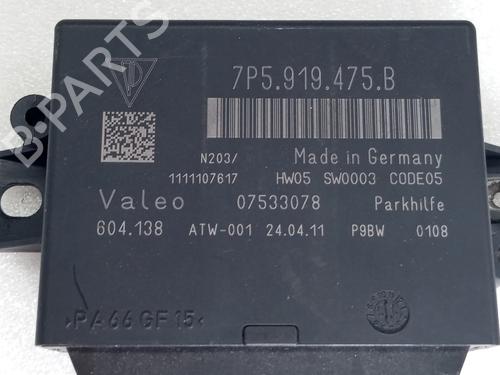 7P5.919.475.B
N203/ Made in Germany
1111107617 HW05 SW0003 CODE05
Valeo 07533078 Parkhilfe
604.138 ATW-001 24.04.11 P9BW 0108
>PA66GF15<
B-PARTS